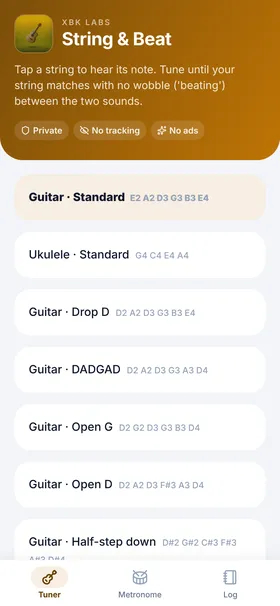 XBK LABS
String & Beat
Tap a string to hear its note. Tune until your
string matches with no wobble ('beating')
between the two sounds.
Private No tracking No ads
Guitar · Standard E2 A2 D3 G3 B3 E4
Ukulele · Standard G4 C4 E4 A4
Guitar · Drop D D2 A2 D3 G3 B3 E4
Guitar · DADGAD D2 A2 D3 G3 A3 D4
Guitar · Open G D2 G2 D3 G3 B3 D4
Guitar · Open D D2 A2 D3 F#3 A3 D4
Guitar · Half-step down D#2 G#2 C#3 F#3
A#3 D#4
Tuner Metronome Log